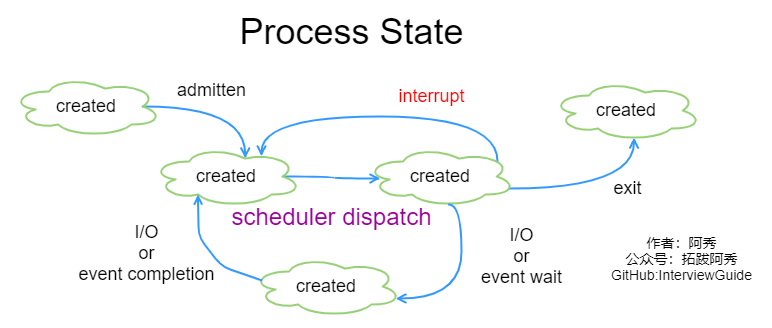 Process State
created
admitten
interrupt
created
created
created
exit
scheduler dispatch
I/O
or
event completion
I/O
or
event wait
created
作者：阿秀
公众号：拓跋阿秀
GitHub:InterviewGuide